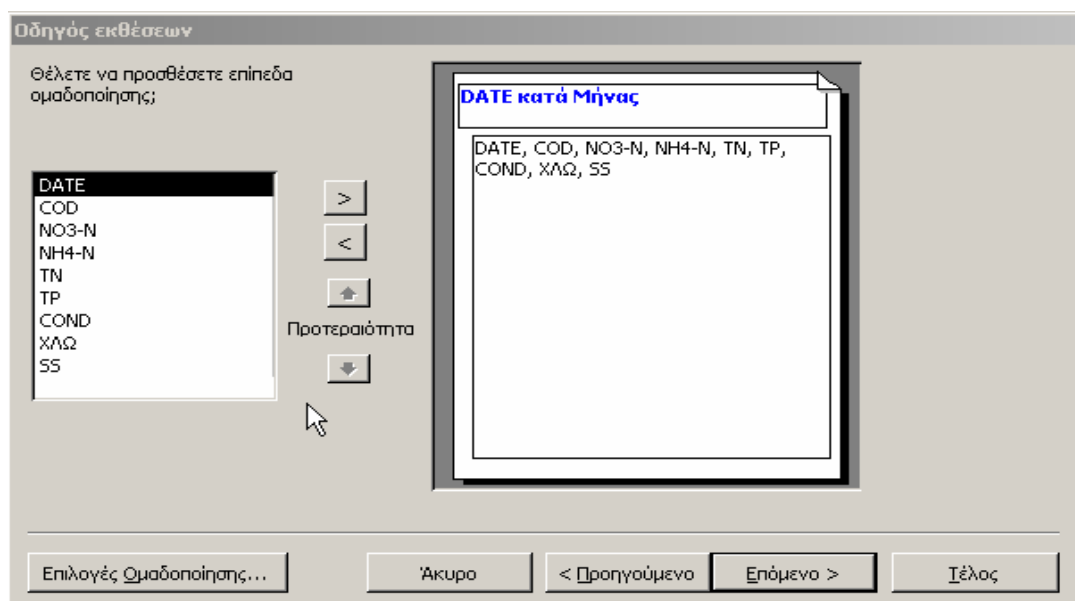 Οδηγός εκθέσεων
Θέλετε να προσθέσετε επίπεδα
ομαδοποίησης;
DATE
COD
NO3-N
NH4-N
TN
TP
COND
ΧΛΩ
SS
>
<
Προτεραιότητα
DATE κατά Μήνας
DATE, COD, NO3-N, NH4-N, TN, TP,
COND, ΧΛΩ, SS
Επιλογές Ομαδοποίησης...
Άκυρο
< Προηγούμενο
Επόμενο >
Τέλος